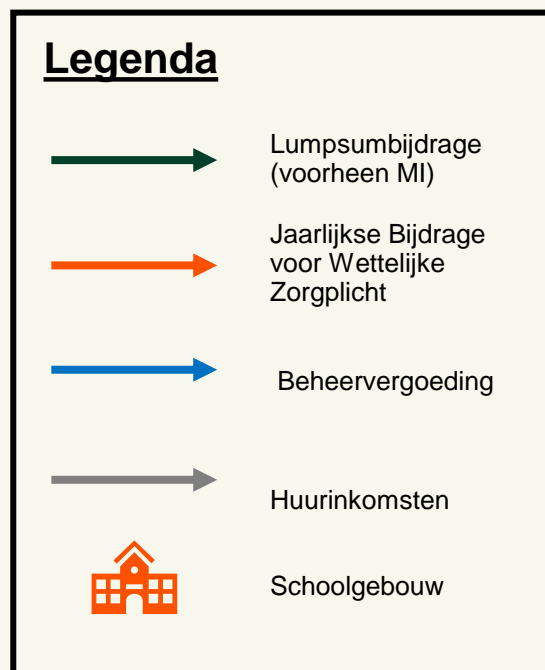 Legenda
Lumpsumbijdrage
(voorheen MI)
Jaarlijkse Bijdrage
voor Wettelijke
Zorgplicht
Beheervergoeding
Huurinkomsten
Schoolgebouw